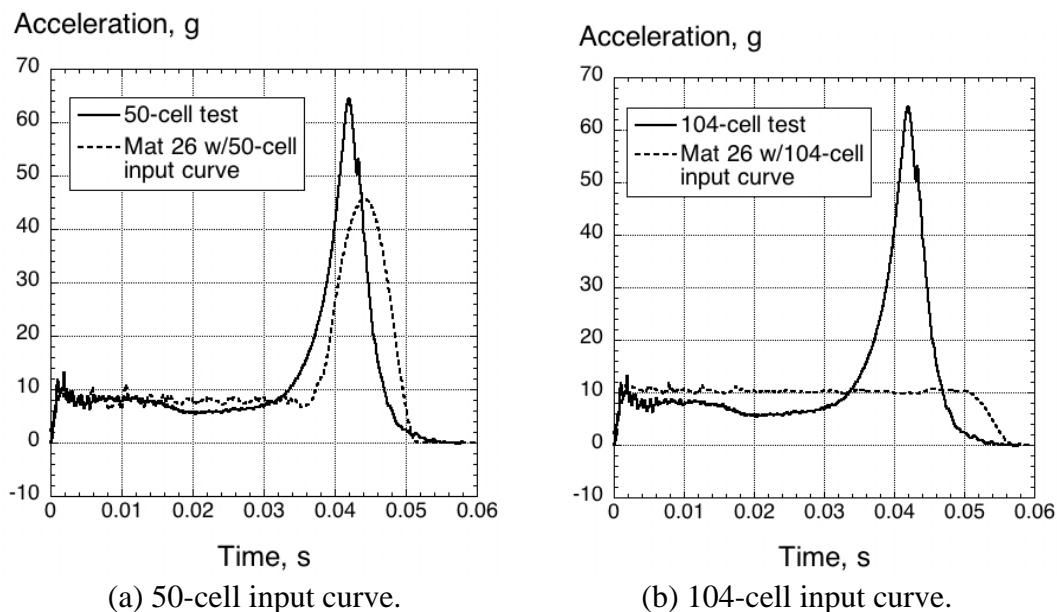 Acceleration, g
70
60
50
40
30
20
10
0
-10
50-cell test
Mat 26 w/50-cell
input curve
0 0.01 0.02 0.03 0.04 0.05 0.06
Time, s
(a) 50-cell input curve.
Acceleration, g
70
60
50
40
30
20
10
0
-10
104-cell test
Mat 26 w/104-cell
input curve
0 0.01 0.02 0.03 0.04 0.05 0.06
Time, s
(b) 104-cell input curve.